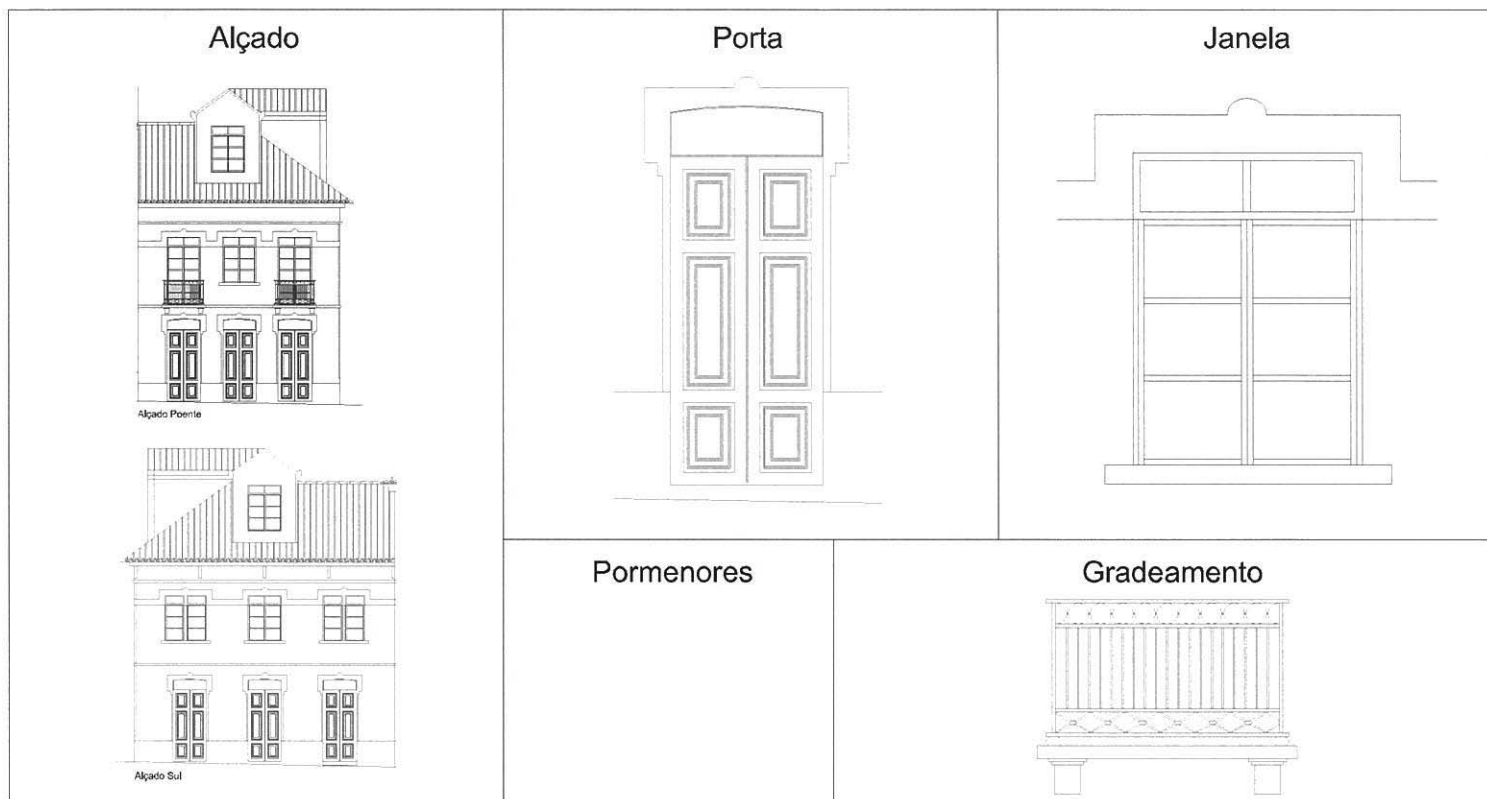 Alçado
Alçado Poente
Alçado Sul
Porta
Janela
Pormenores
Gradeamento